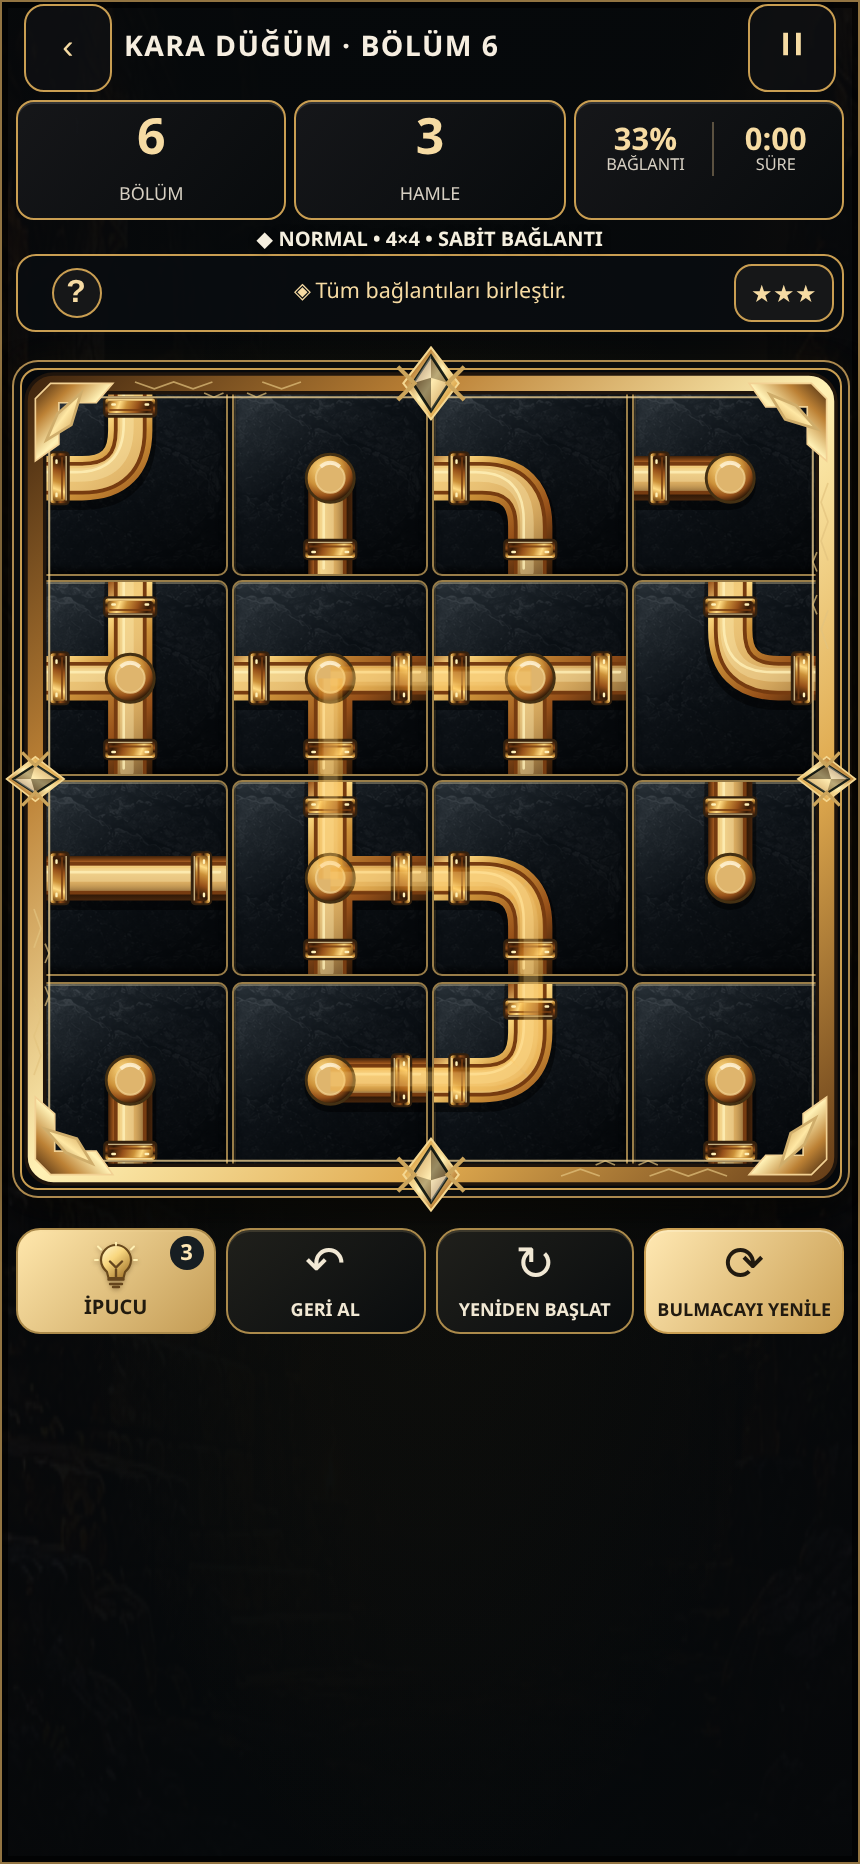 ‹ KARA DÜĞÜM · BÖLÜM 6
6
BÖLÜM
3
HAMLE
33%
BAĞLANTI
0:00
SÜRE
◆ NORMAL • 4×4 • SABİT BAĞLANTI
?
◈ Tüm bağlantıları birleştir.
★★★
3
İPUCU
GERİ AL
YENİDEN BAŞLAT
BULMACAYI YENİLE